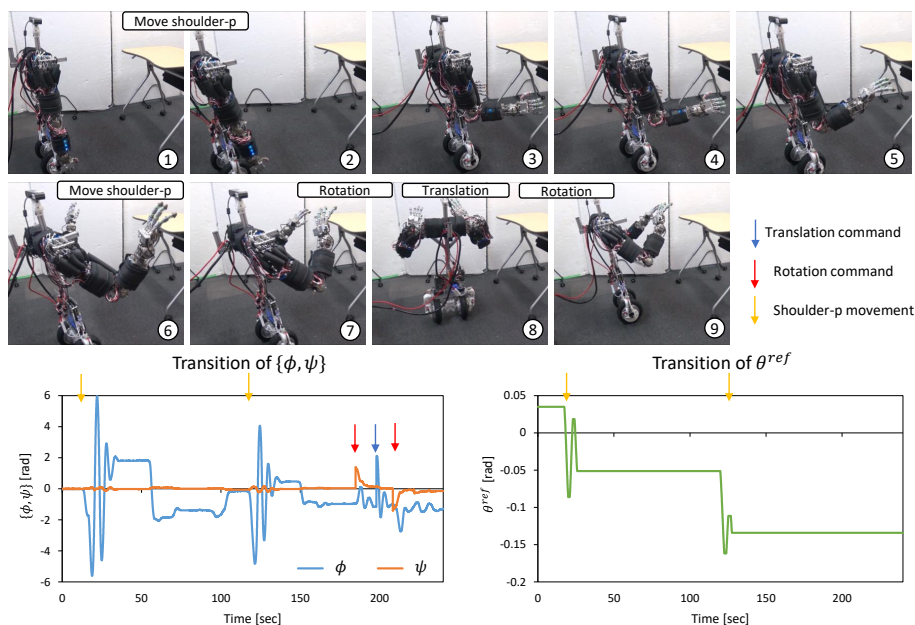 Move shoulder-p
1
2
3
4
5
Move shoulder-p
Rotation
Translation
Rotation
6
7
8
9
Translation command
Rotation command
Shoulder-p movement
Transition of {ϕ, ψ}
6
4
2
0
-2
-4
-6
{ϕ, ψ} [rad]
0
50
100
150
200
Time [sec]
ϕ
ψ
Transition of θ^ref
0.05
0
-0.05
-0.1
-0.15
-0.2
θ^ref [rad]
0
50
100
150
200
Time [sec]